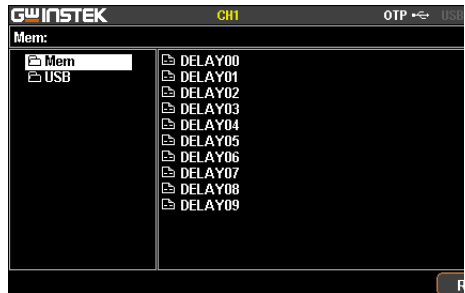 GWINSTEK CH1 OTP USB
Mem:
Mem
USB
DELAY00
DELAY01
DELAY02
DELAY03
DELAY04
DELAY05
DELAY06
DELAY07
DELAY08
DELAY09
R